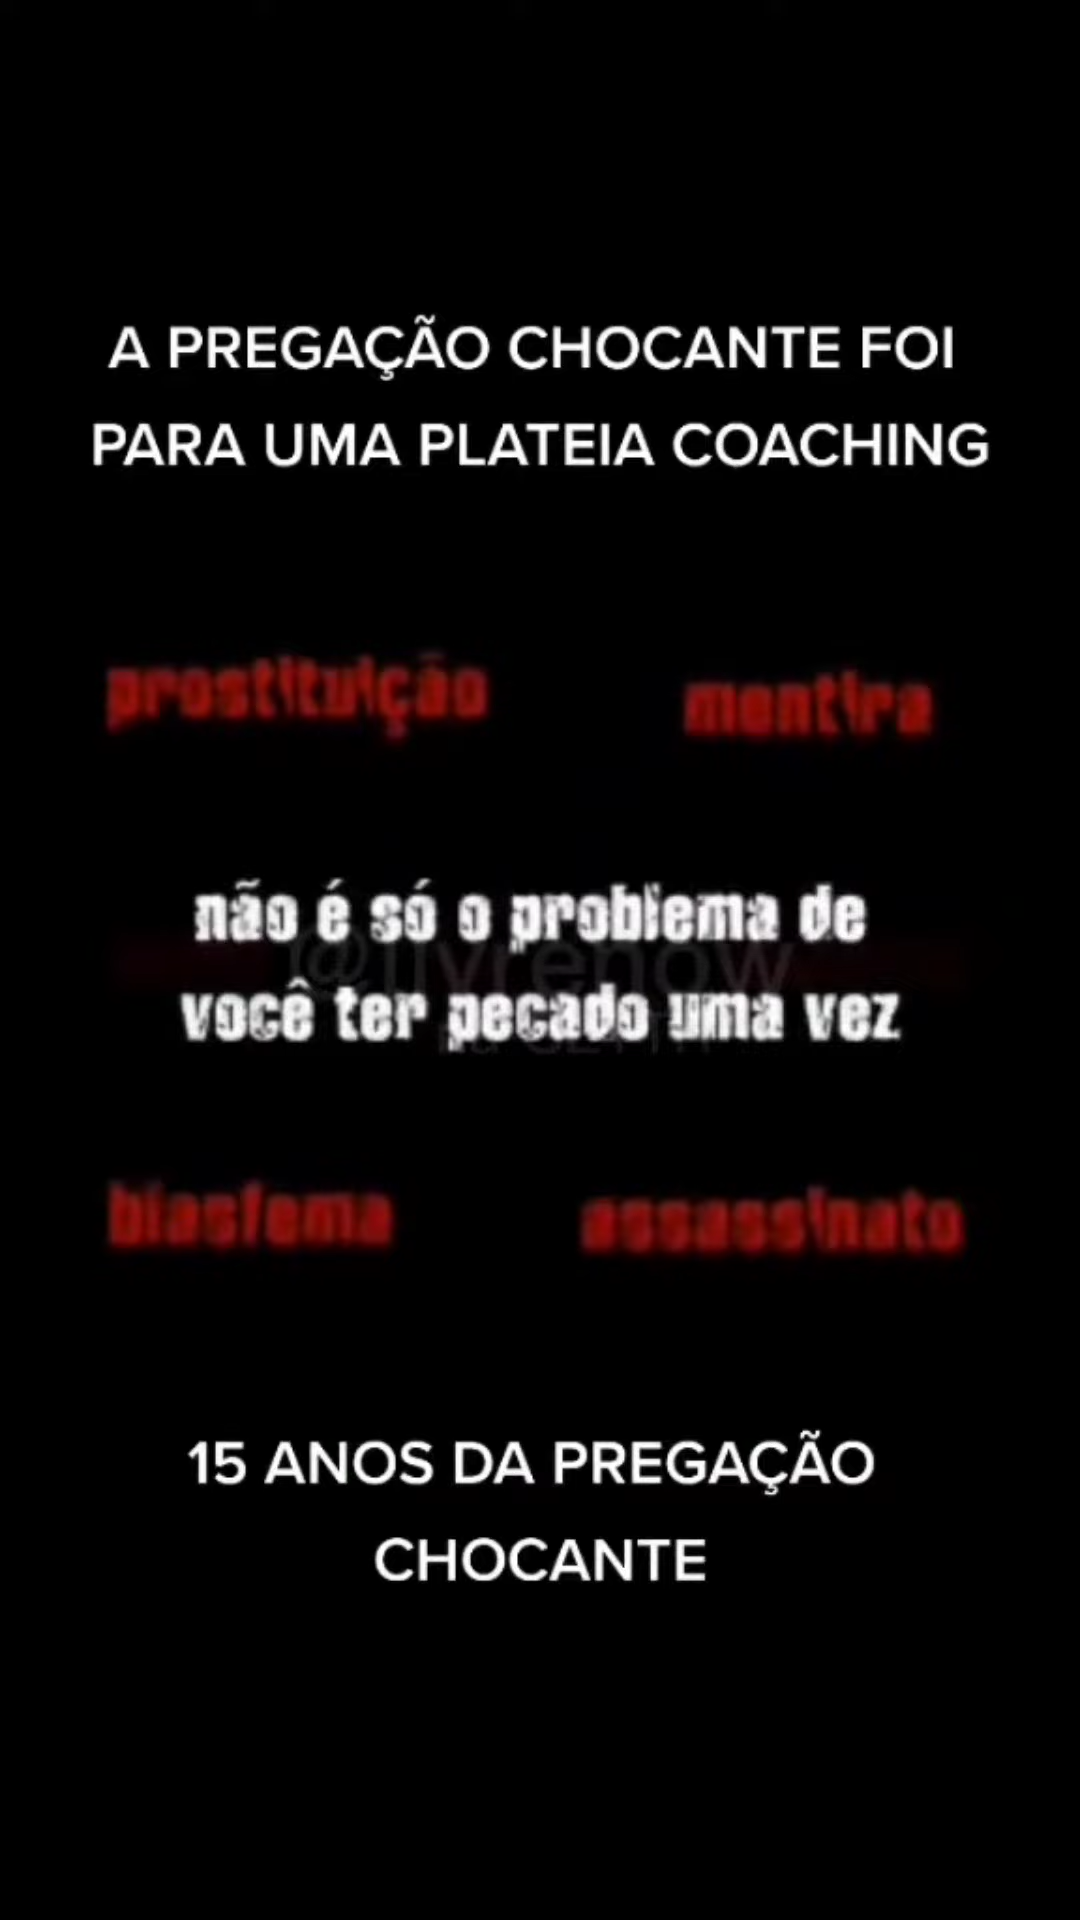 A PREGAÇÃO CHOCANTE FOI
PARA UMA PLATEIA COACHING
prostituição mentira
não é só o problema de
você ter pecado uma vez
blasfema assassinato
15 ANOS DA PREGAÇÃO
CHOCANTE